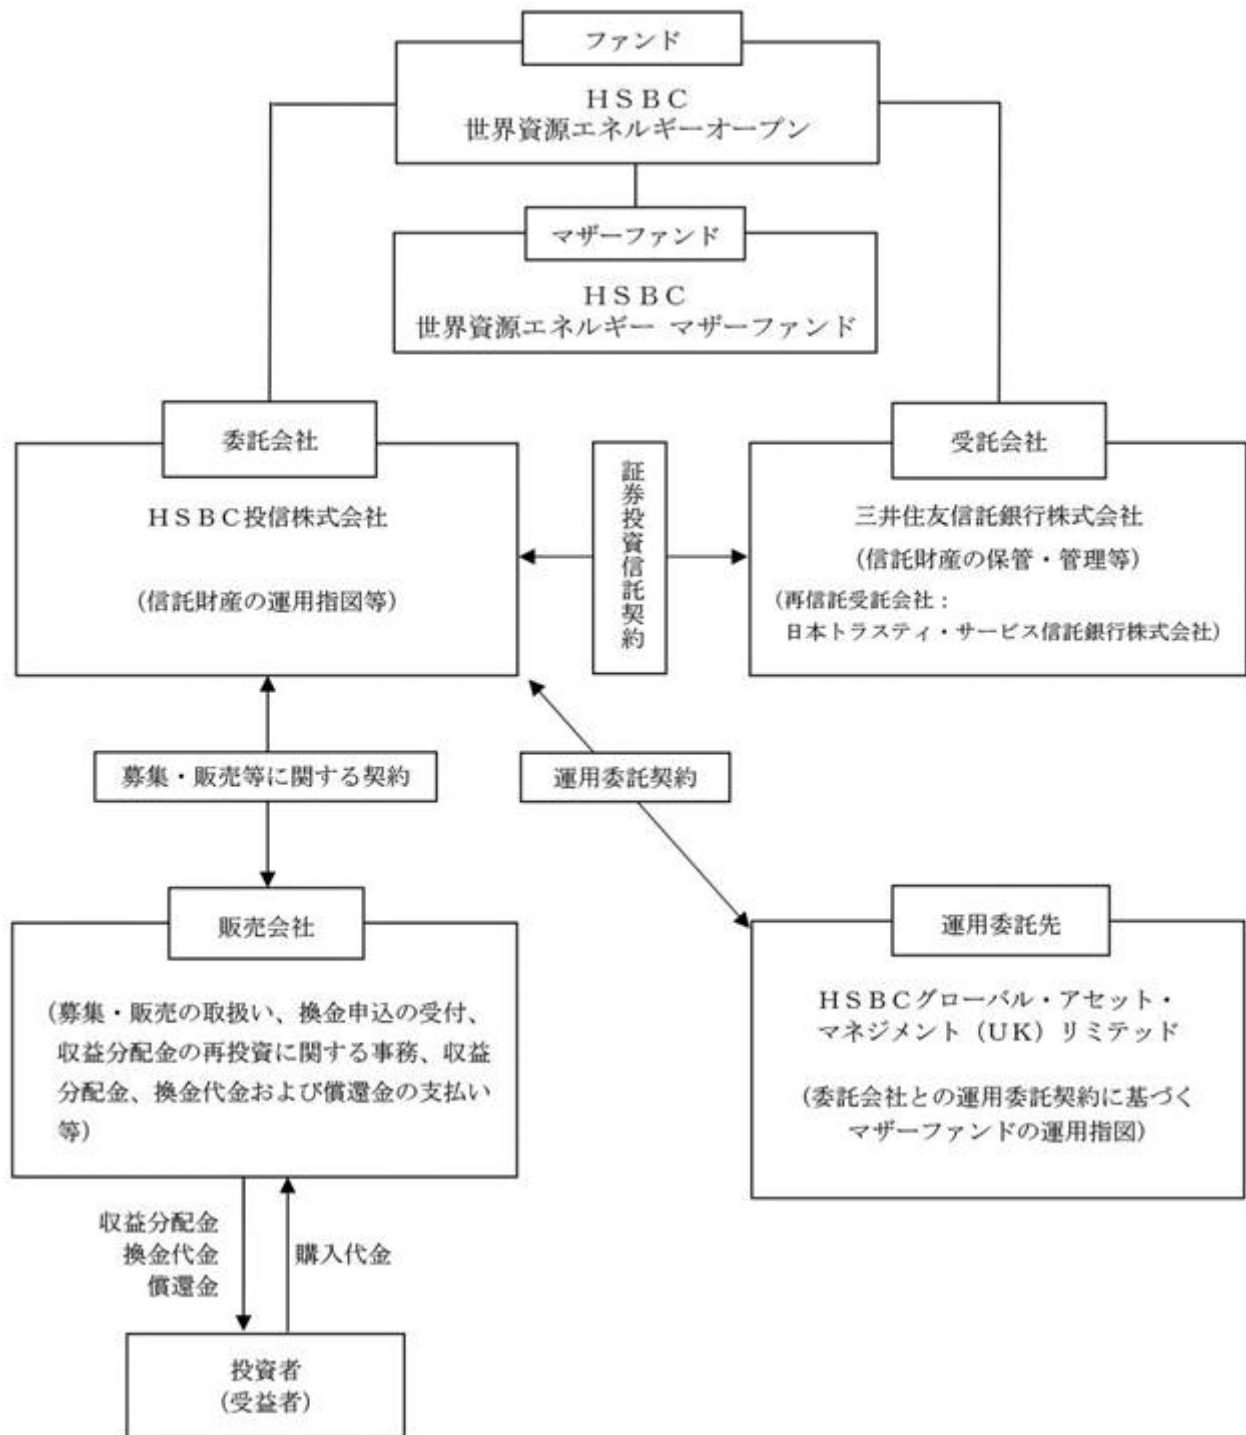 ファンド
HSBC
世界資源エネルギーオープン
マザーファンド
HSBC
世界資源エネルギー マザーファンド
委託会社
HSBC投信株式会社
(信託財産の運用指図等)
証券投資信託契約
受託会社
三井住友信託銀行株式会社
(信託財産の保管・管理等)
(再信託受託会社:
日本トラスティ・サービス信託銀行株式会社)
募集・販売等に関する契約
運用委託契約
販売会社
(募集・販売の取扱い、換金申込の受付、
収益分配金の再投資に関する事務、収益
分配金、換金代金および償還金の支払い
等)
運用委託先
HSBCグローバル・アセット・
マネジメント(UK)リミテッド
(委託会社との運用委託契約に基づく
マザーファンドの運用指図)
収益分配金
換金代金
償還金
購入代金
投資者
(受益者)